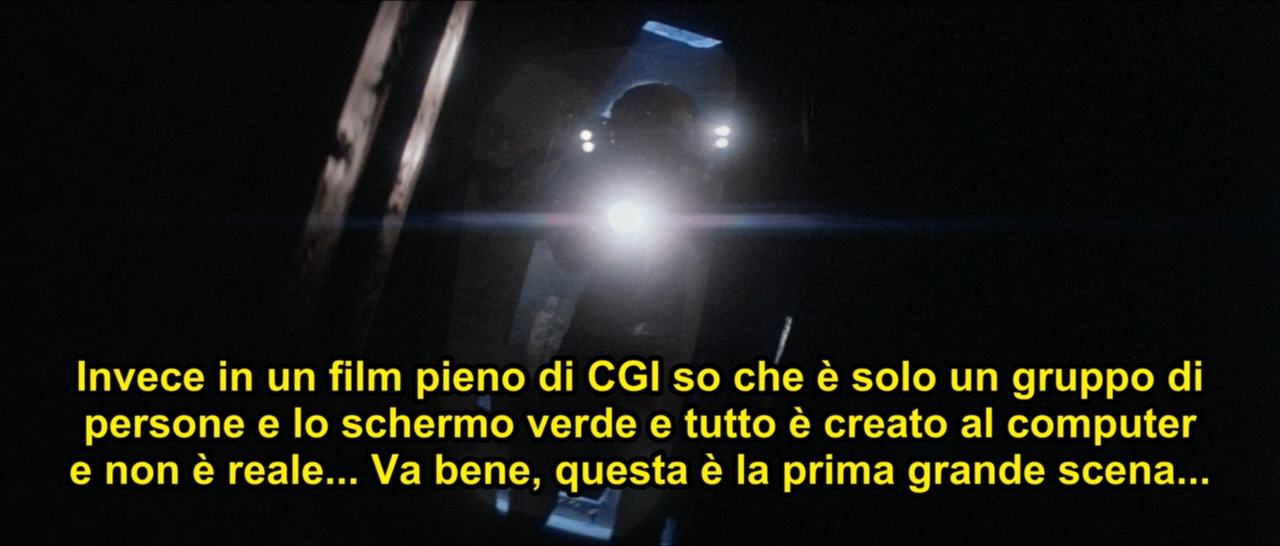 Invece in un film pieno di CGI so che è solo un gruppo di
persone e lo schermo verde e tutto è creato al computer
e non è reale... Va bene, questa è la prima grande scena...